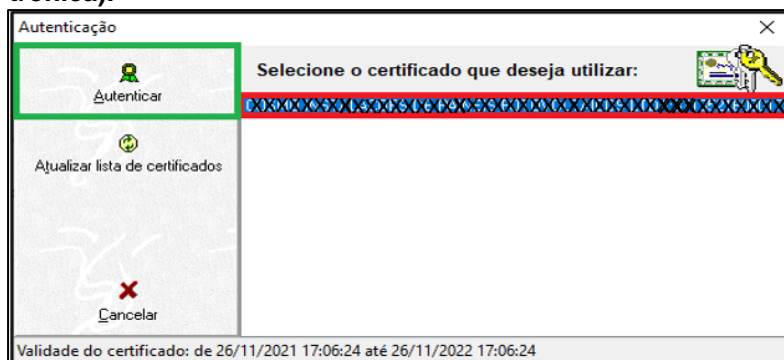 trônica).
Autenticação
Selecione o certificado que deseja utilizar:
Autenticar
Atualizar lista de certificados
Cancelar
Validade do certificado: de 26/11/2021 17:06:24 até 26/11/2022 17:06:24